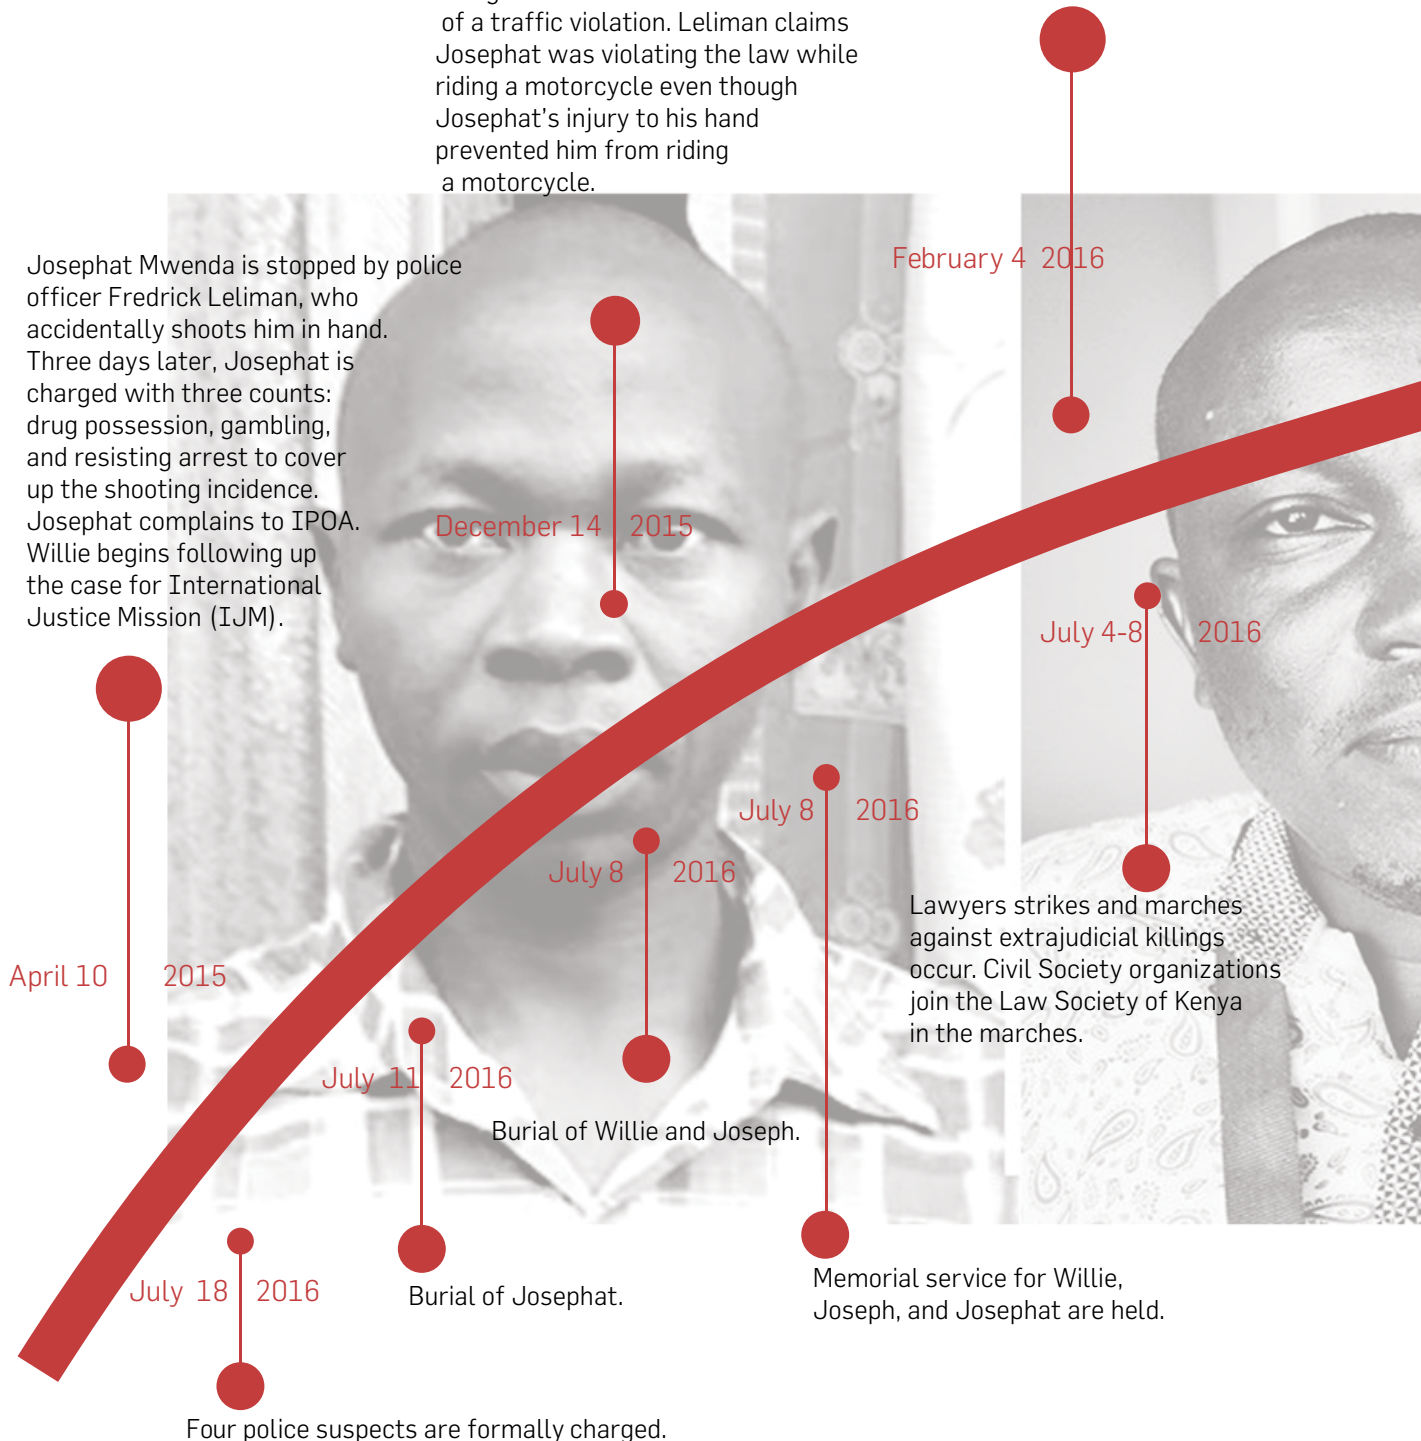 of a traffic violation. Leliman claims
Josephat was violating the law while
riding a motorcycle even though
Josephat's injury to his hand
prevented him from riding
a motorcycle.
February 4 2016
Josephat Mwenda is stopped by police
officer Fredrick Leliman, who
accidentally shoots him in hand.
Three days later, Josephat is
charged with three counts:
drug possession, gambling,
and resisting arrest to cover
up the shooting incidence.
Josephat complains to IPOA.
Willie begins following up
the case for International
Justice Mission (IJM).
December 14 2015
July 4-8 2016
July 8 2016
July 8 2016
Lawyers strikes and marches
against extrajudicial killings
occur. Civil Society organizations
join the Law Society of Kenya
in the marches.
April 10 2015
July 11 2016
Burial of Willie and Joseph.
Memorial service for Willie,
Joseph, and Josephat are held.
July 18 2016
Burial of Josephat.
Four police suspects are formally charged.